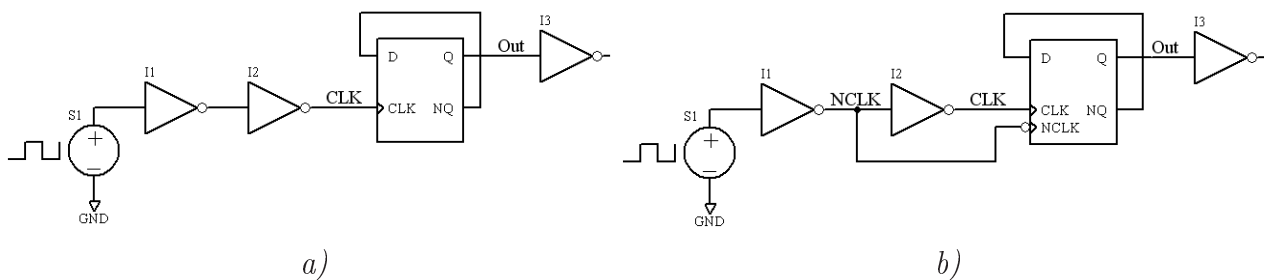 I1
I2
S1
GND
CLK
D
Q
CLK
NQ
Out
I3
a)
I1
NCLK
I2
S1
GND
CLK
D
Q
CLK
NQ
NCLK
Out
I3
b)